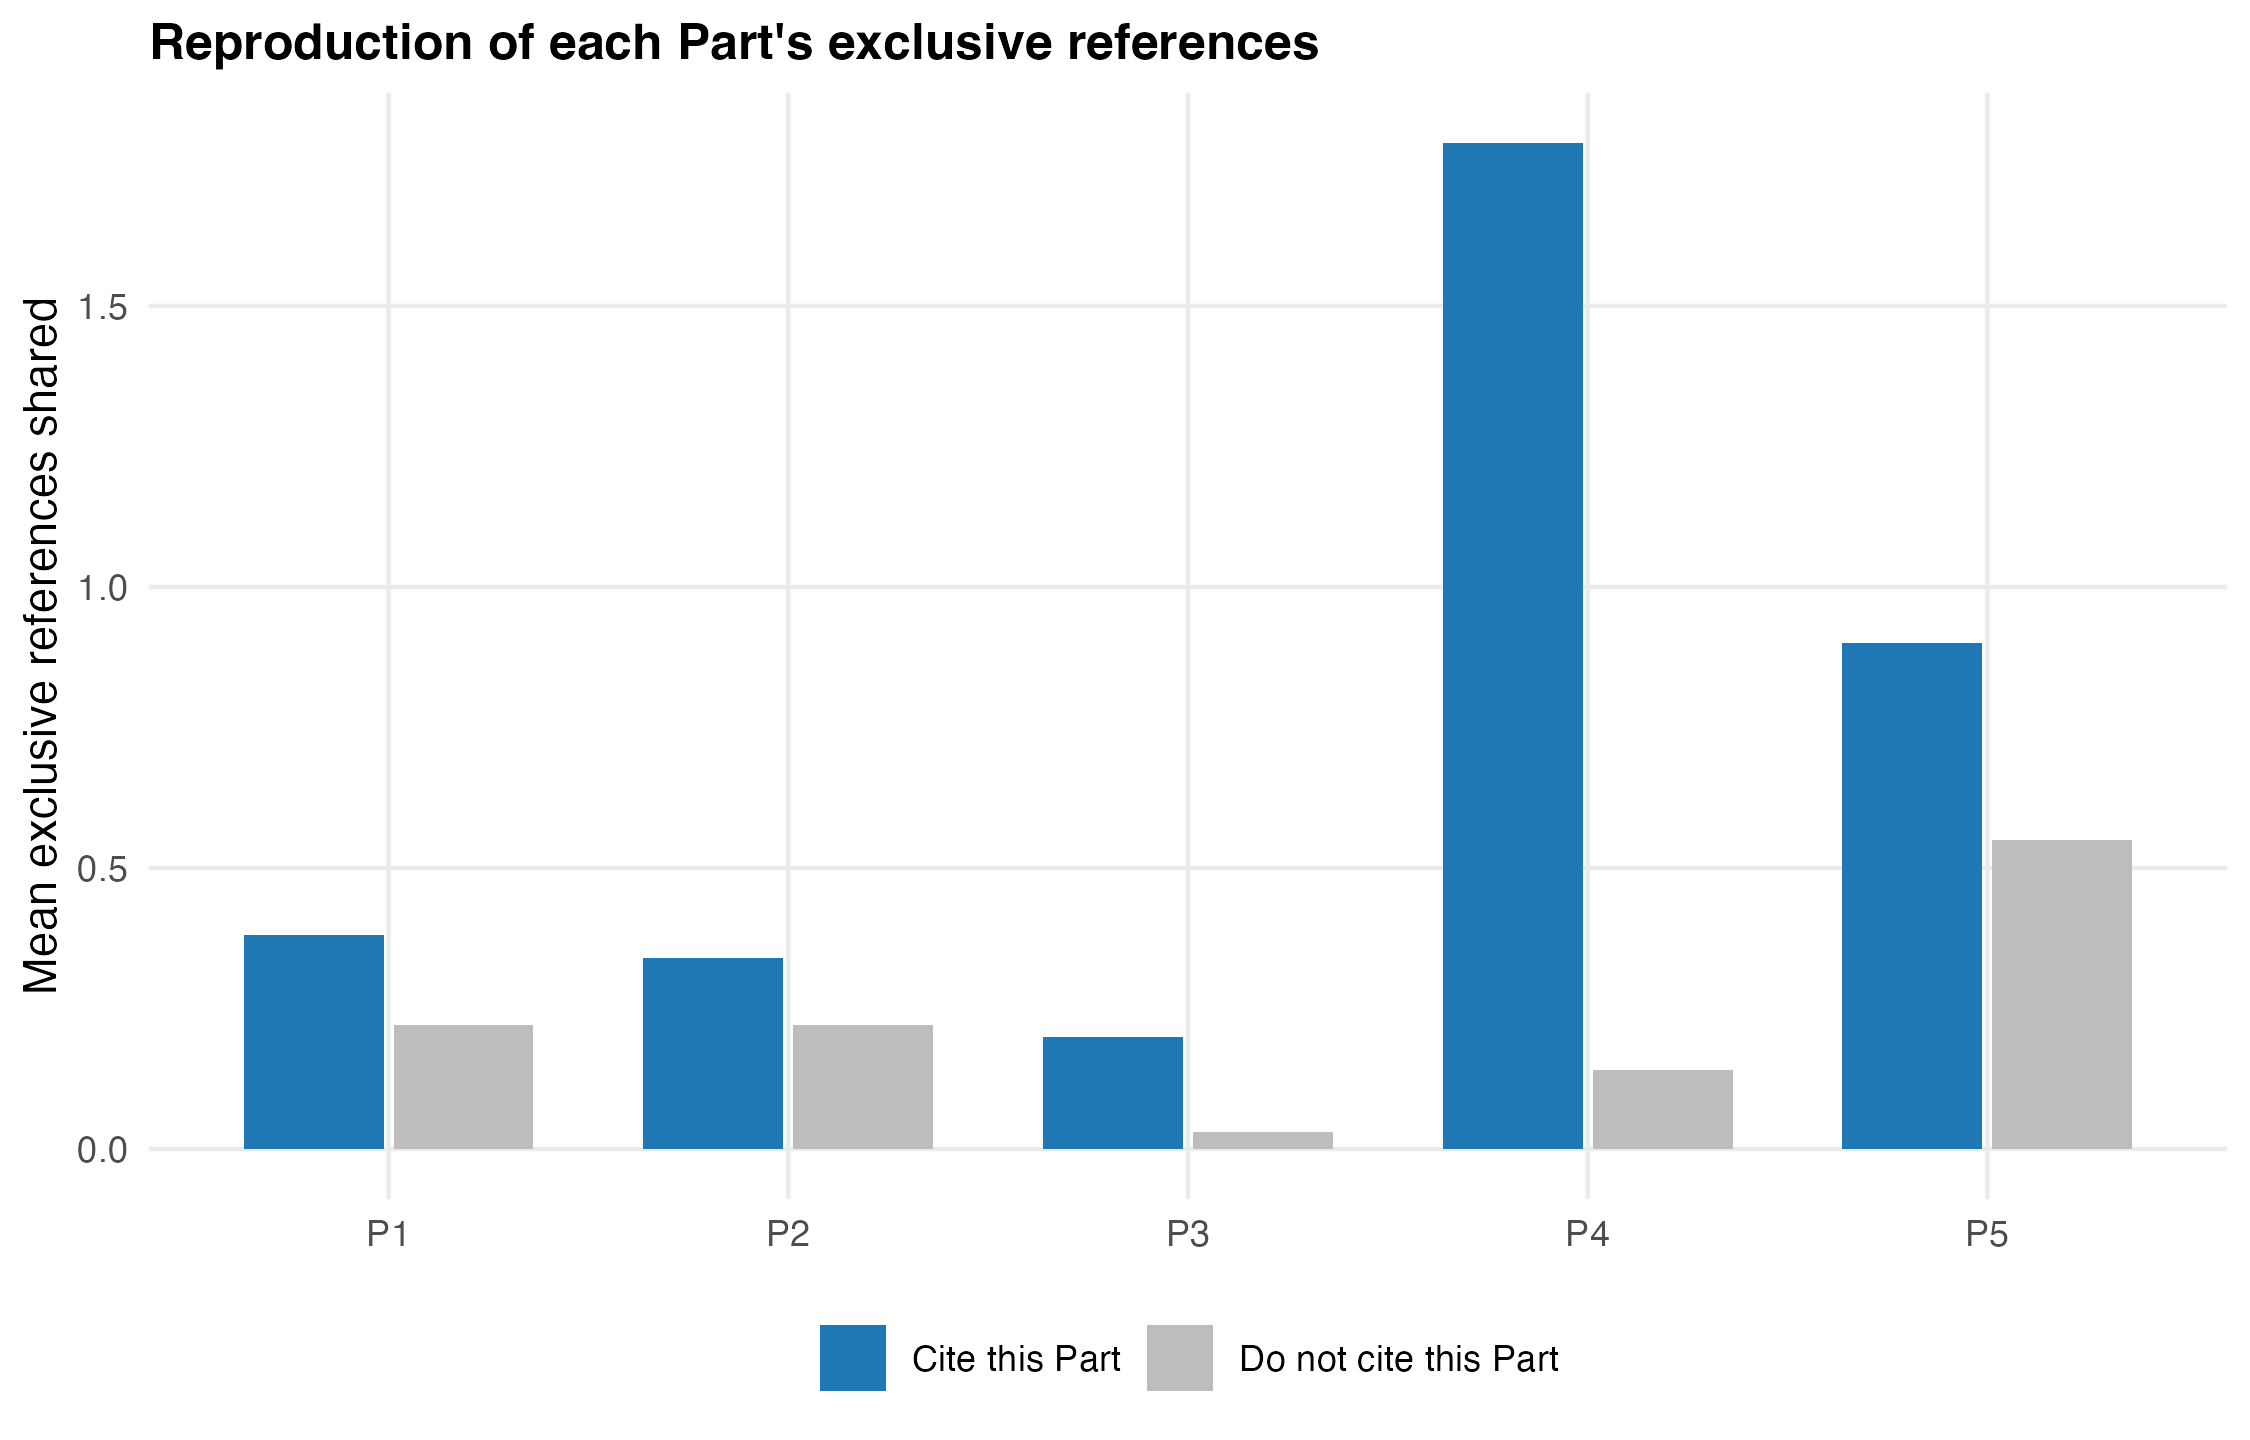 Reproduction of each Part's exclusive references
Mean exclusive references shared
1.5
1.0
0.5
0.0
P1 P2 P3 P4 P5
Cite this Part Do not cite this Part